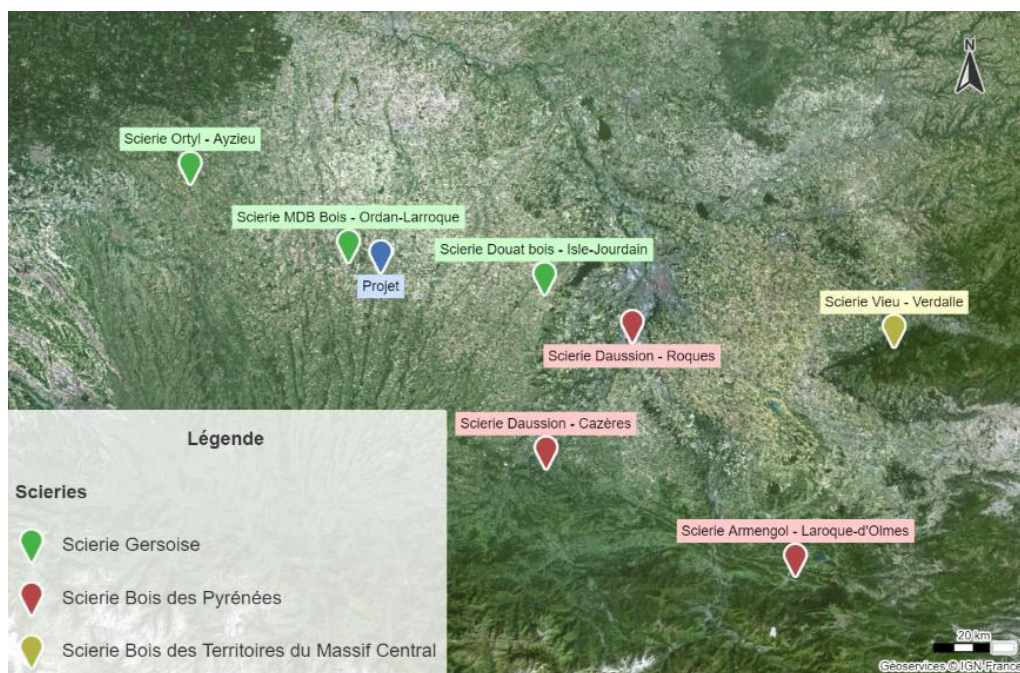 N
Scierie Ortyl - Ayzieu
Scierie MDB Bois - Ordan-Larroque
Projet
Scierie Douat bois - Isle-Jourdain
Scierie Vieu - Verdalle
Scierie Daussion - Roques
Scierie Daussion - Cazères
Scierie Armengol - Laroque-d'Olmes
Légende
Scieries
Scierie Gersoise
Scierie Bois des Pyrénées
Scierie Bois des Territoires du Massif Central
20 km
Géoservices © IGN-France